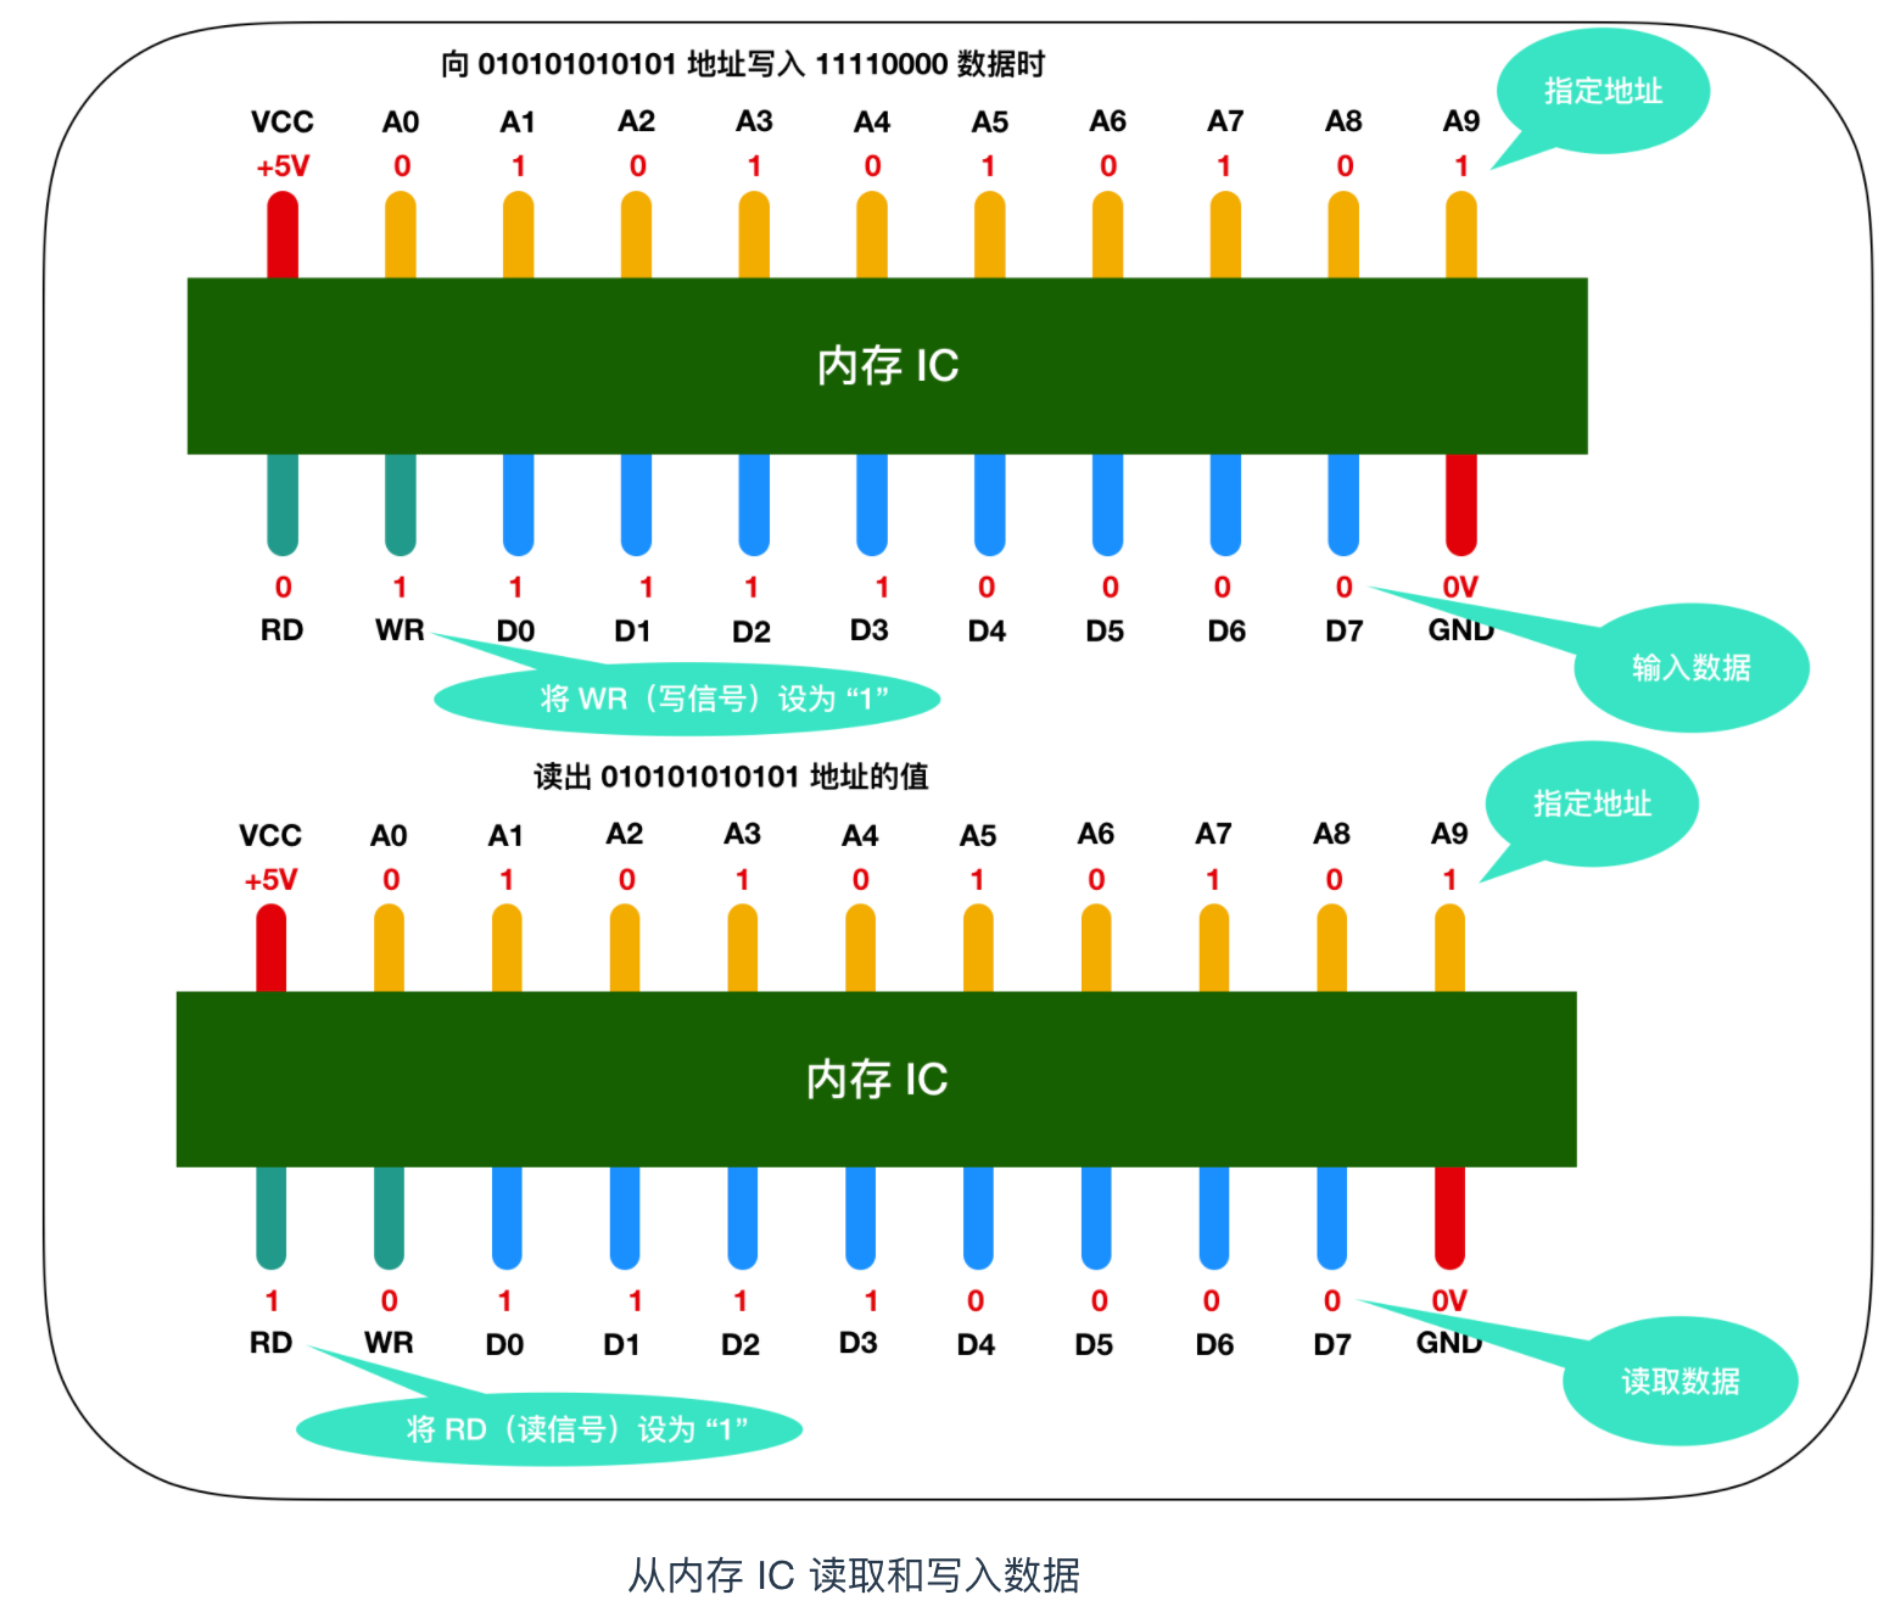 向 010101010101 地址写入 11110000 数据时
指定地址
VCC A0 A1 A2 A3 A4 A5 A6 A7 A8 A9
+5V 0 1 0 1 0 1 0 1 0 1
内存 IC
0 1 1 1 1 1 0 0 0 0 0V
RD WR D0 D1 D2 D3 D4 D5 D6 D7 GND
输入数据
将 WR（写信号）设为 “1”
读出 010101010101 地址的值
指定地址
VCC A0 A1 A2 A3 A4 A5 A6 A7 A8 A9
+5V 0 1 0 1 0 1 0 1 0 1
内存 IC
1 0 1 1 1 1 0 0 0 0 0V
RD WR D0 D1 D2 D3 D4 D5 D6 D7 GND
读取数据
将 RD（读信号）设为 “1”
从内存 IC 读取和写入数据